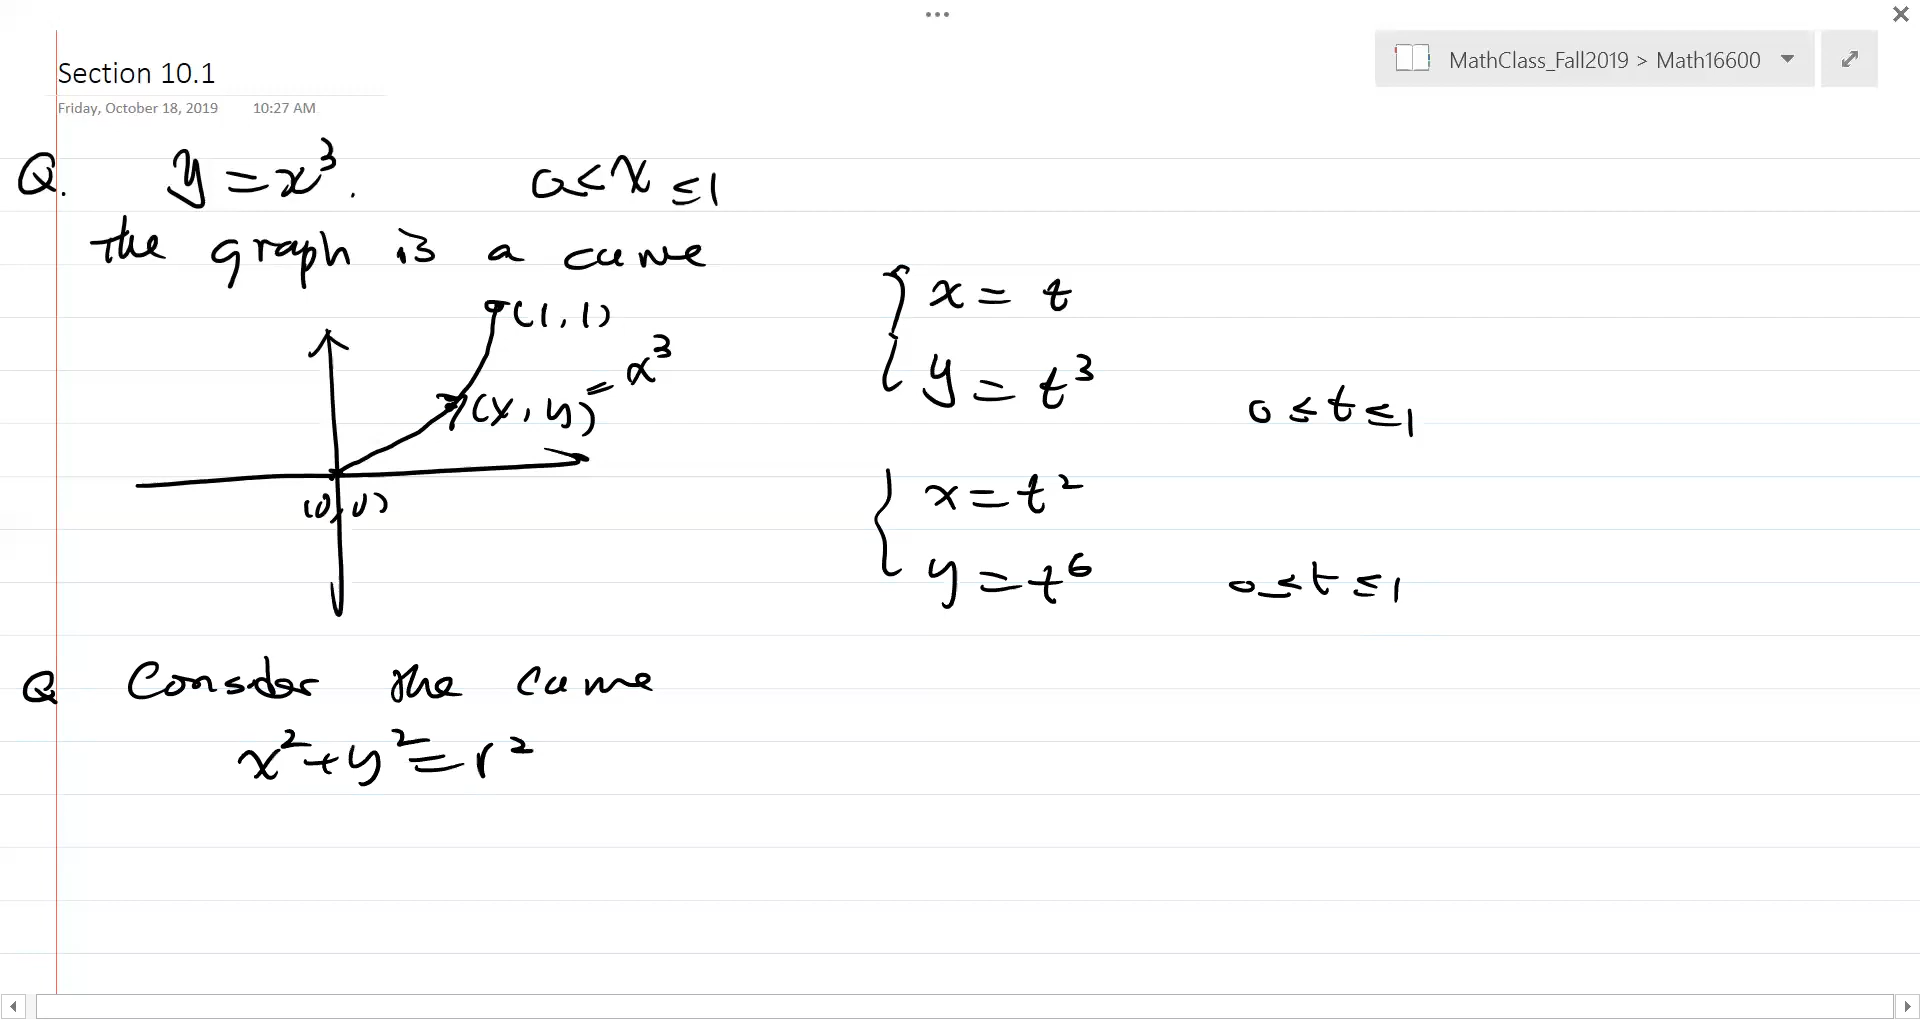 Section 10.1
MathClass_Fall2019 > Math16600
Friday, October 18, 2019 10:27 AM
Q. y = x³. 0 < x ≤ 1
the graph is a curve
(1, 1)
(x, y) = x³
(0, 0)
x = t
y = t³ 0 ≤ t ≤ 1
x = t²
y = t⁶ 0 ≤ t ≤ 1
Q Consider the curve
x² + y² = r²